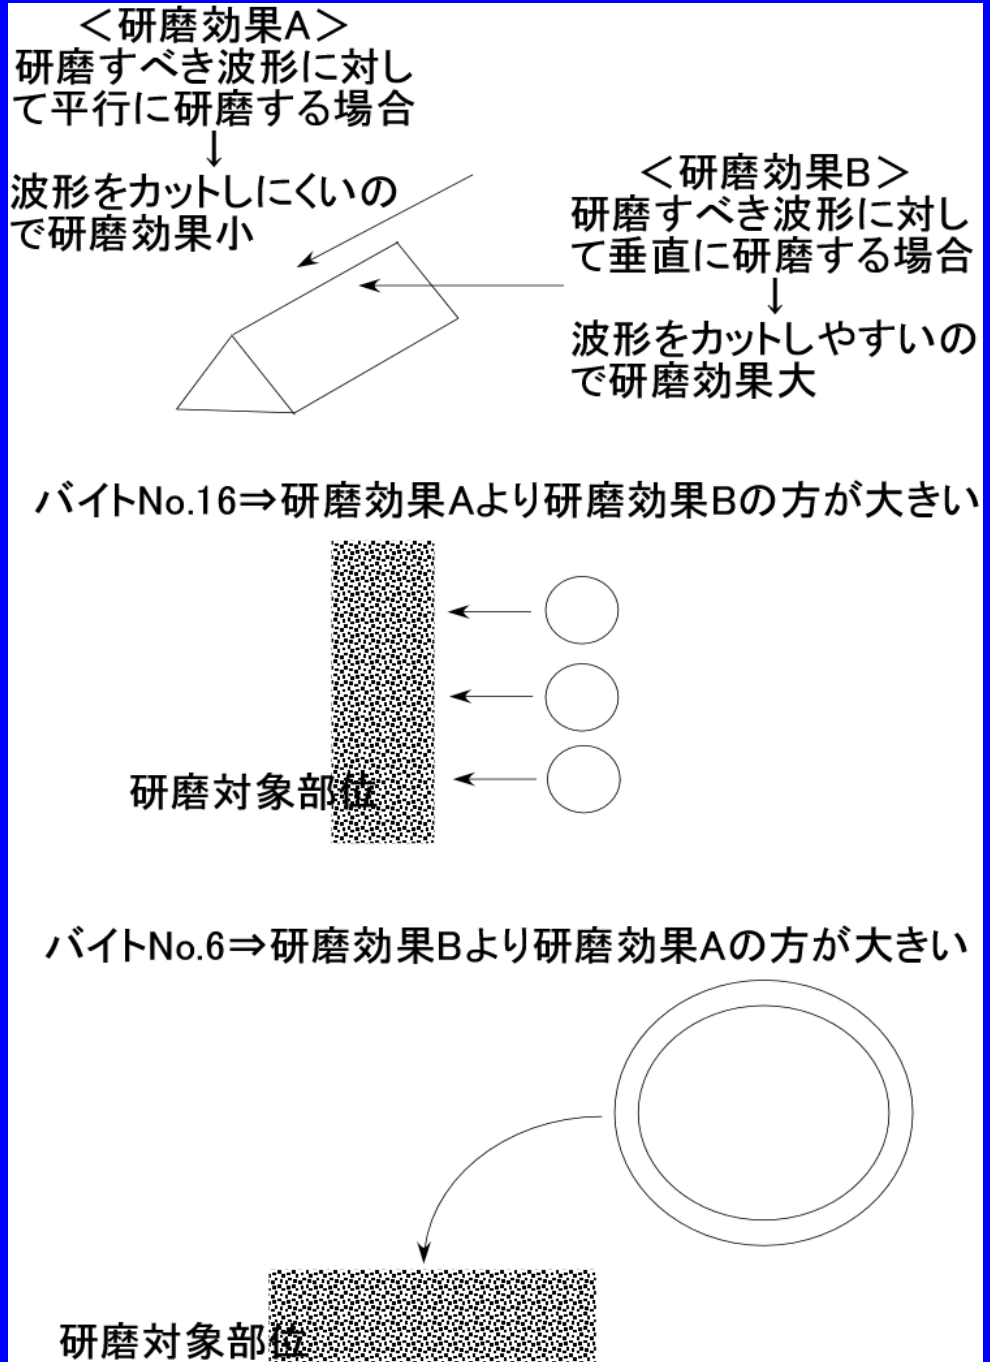 ＜研磨効果A＞
研磨すべき波形に対し
て平行に研磨する場合
↓
波形をカットしにくいの
で研磨効果小
＜研磨効果B＞
研磨すべき波形に対し
て垂直に研磨する場合
↓
波形をカットしやすいの
で研磨効果大
バイトNo.16⇒研磨効果Aより研磨効果Bの方が大きい
研磨対象部位
バイトNo.6⇒研磨効果Bより研磨効果Aの方が大きい
研磨対象部位